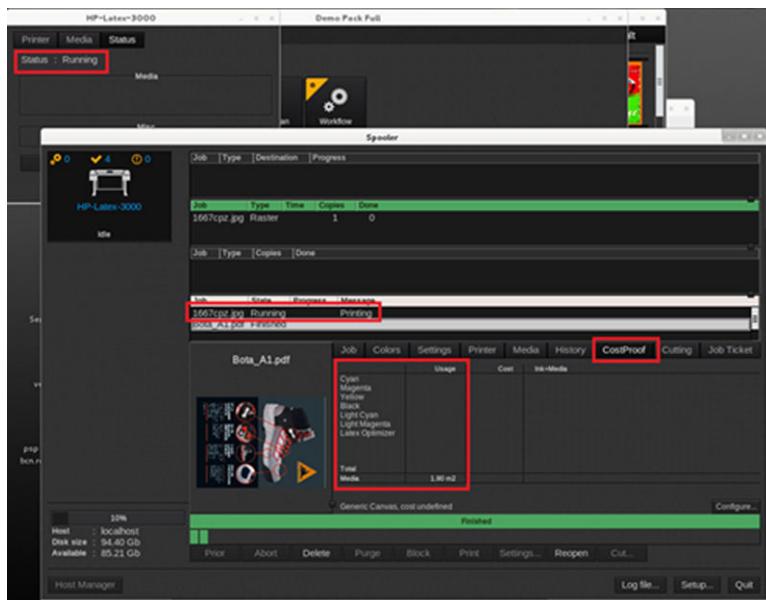 HP-Latex-3000
Demo Pack Full
Printer Media Status
Status : Running
Media
Misc
Workflow
Spooler
0 4 0
HP-Latex-3000
Idle
Job Type Destination Progress
Job Type Time Copies Done
1667cpz.jpg Raster 1 0
Job Type Copies Done
Job State Progress Message
1667cpz.jpg Running Printing
Bota_A1.pdf Finished
Bota_A1.pdf
Job Colors Settings Printer Media History CostProof Cutting Job Ticket
Usage Cost Ink+Media
Cyan
Magenta
Yellow
Black
Light Cyan
Light Magenta
Latex Optimizer
Total
Media 1.90 m2
Generic Canvas, cost undefined
Configure...
Finished
10%
Host : localhost
Disk size : 94.40 Gb
Available : 85.21 Gb
Prior Abort Delete Purge Block Print Settings... Reopen Cut...
Host Manager
Log file... Setup... Quit